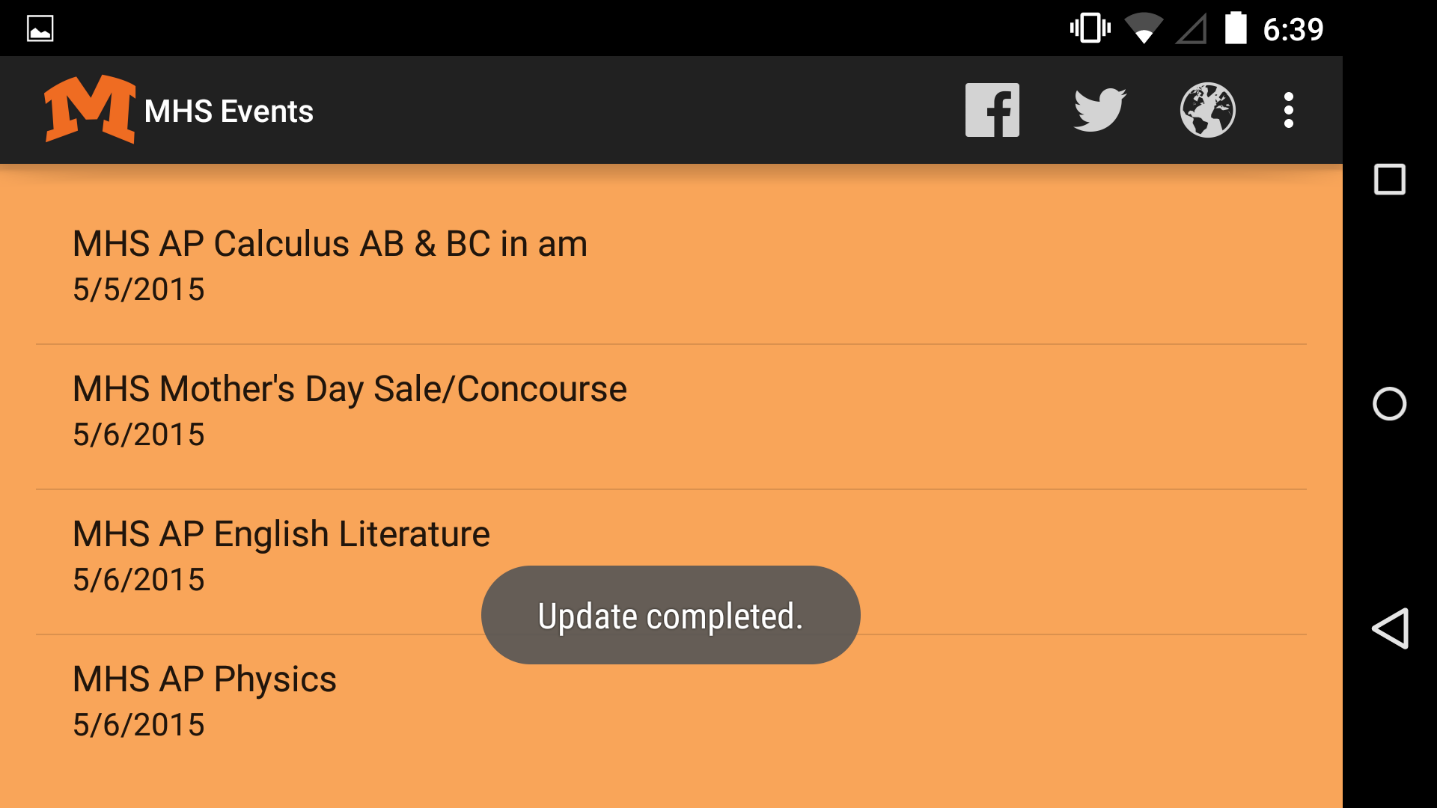 6:39
M MHS Events
MHS AP Calculus AB & BC in am
5/5/2015
MHS Mother's Day Sale/Concourse
5/6/2015
MHS AP English Literature
5/6/2015
Update completed.
MHS AP Physics
5/6/2015